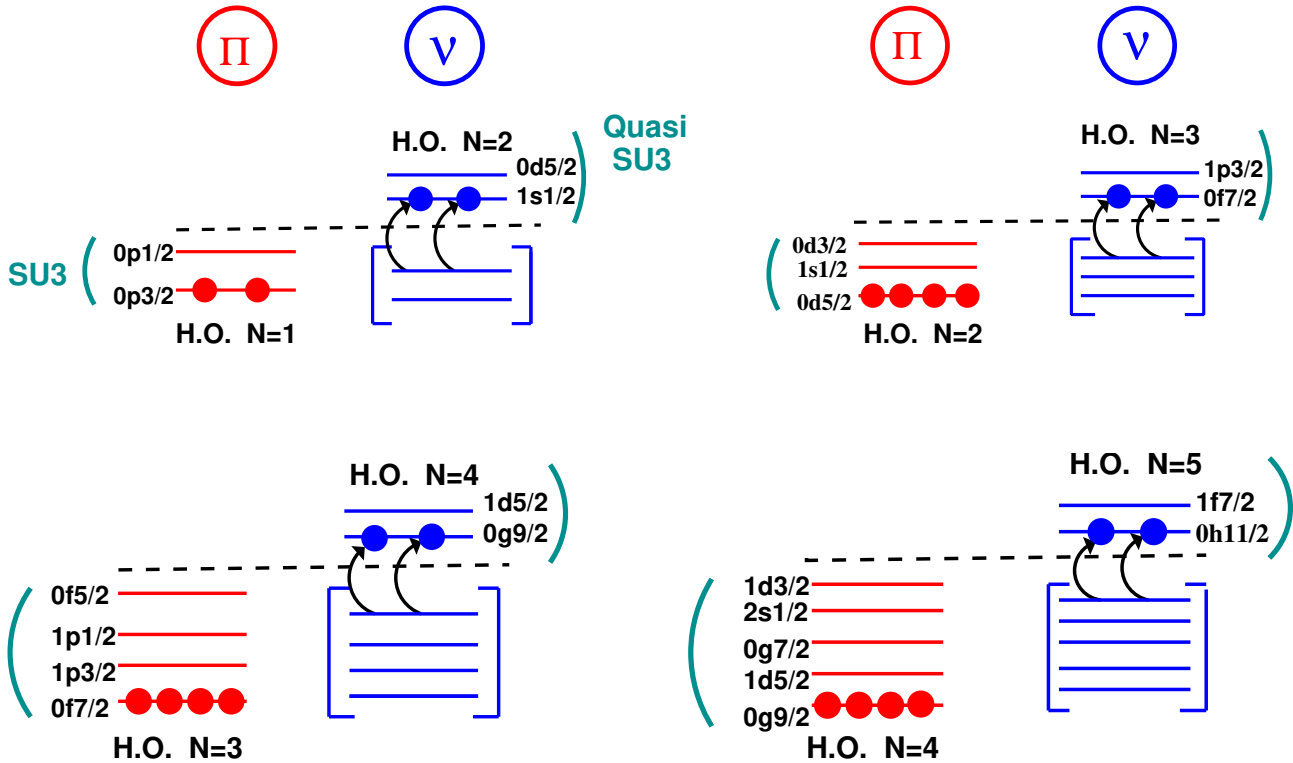 Π
ν
Π
ν
H.O. N=2
Quasi
SU3
0d5/2
1s1/2
SU3
0p1/2
0p3/2
H.O. N=1
H.O. N=3
1p3/2
0f7/2
0d3/2
1s1/2
0d5/2
H.O. N=2
H.O. N=4
1d5/2
0g9/2
0f5/2
1p1/2
1p3/2
0f7/2
H.O. N=3
H.O. N=5
1f7/2
0h11/2
1d3/2
2s1/2
0g7/2
1d5/2
0g9/2
H.O. N=4